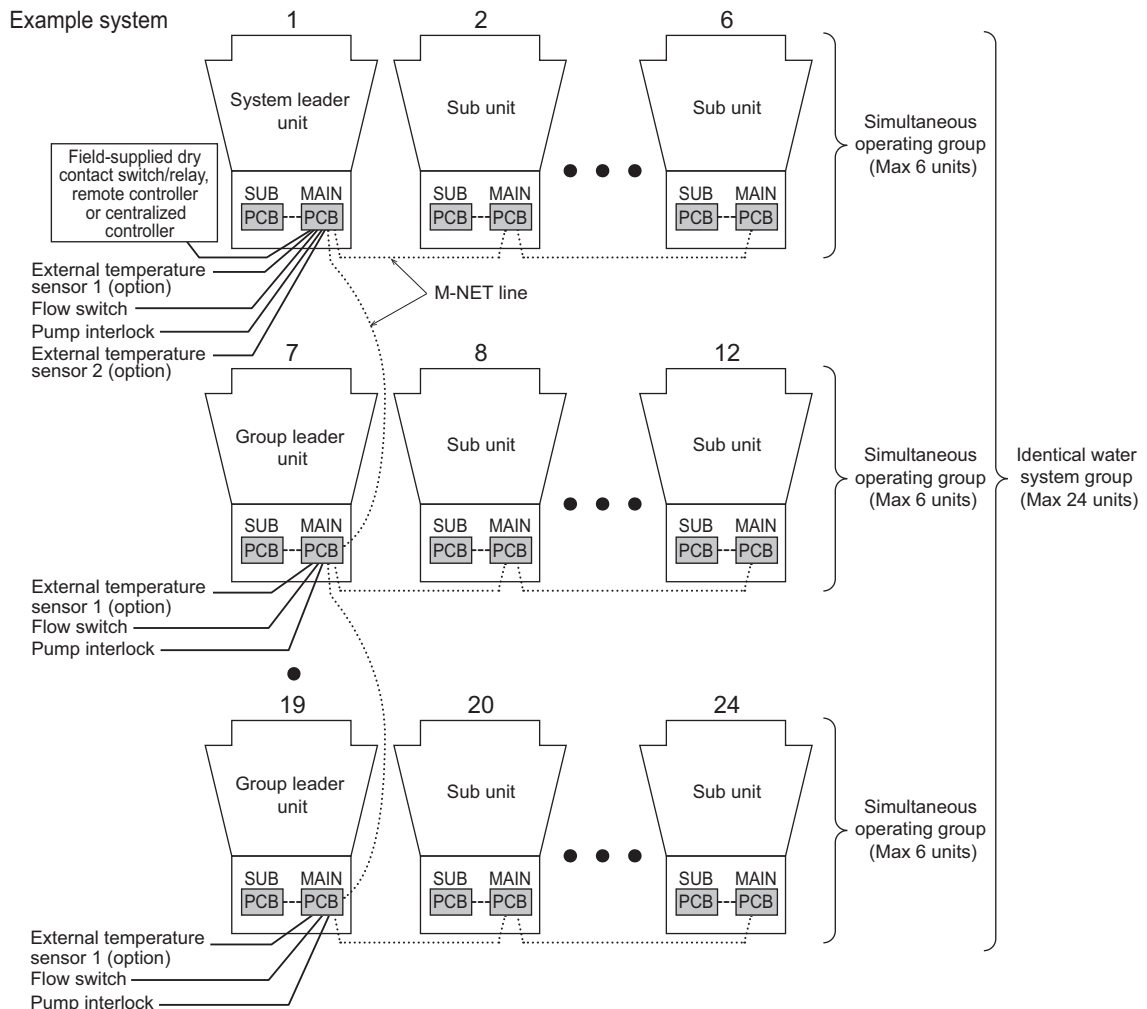 Example system
1
2
6
System leader
unit
Sub unit
Sub unit
Simultaneous
operating group
(Max 6 units)
Field-supplied dry
contact switch/relay,
remote controller
or centralized
controller
SUB MAIN
PCB PCB
SUB MAIN
PCB PCB
SUB MAIN
PCB PCB
External temperature
sensor 1 (option)
Flow switch
Pump interlock
External temperature
sensor 2 (option)
M-NET line
7
8
12
Group leader
unit
Sub unit
Sub unit
Simultaneous
operating group
(Max 6 units)
Identical water
system group
(Max 24 units)
SUB MAIN
PCB PCB
SUB MAIN
PCB PCB
SUB MAIN
PCB PCB
External temperature
sensor 1 (option)
Flow switch
Pump interlock
19
20
24
Group leader
unit
Sub unit
Sub unit
Simultaneous
operating group
(Max 6 units)
SUB MAIN
PCB PCB
SUB MAIN
PCB PCB
SUB MAIN
PCB PCB
External temperature
sensor 1 (option)
Flow switch
Pump interlock